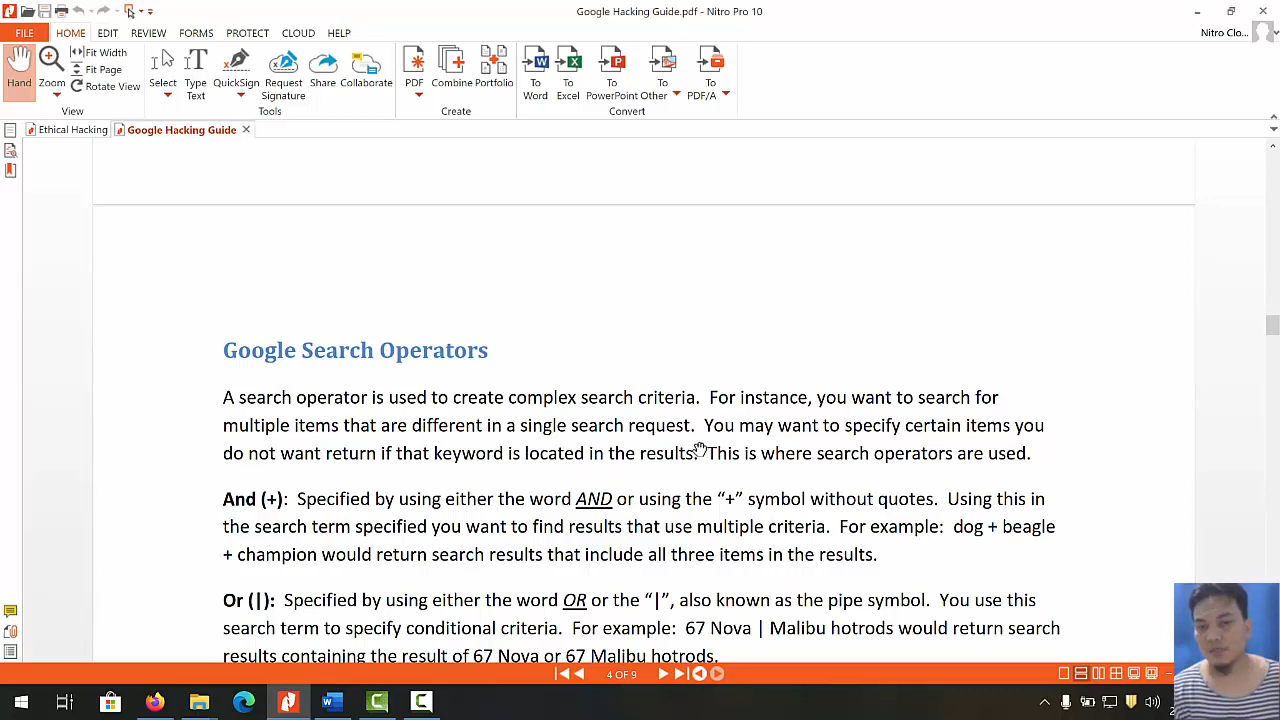 Google Hacking Guide.pdf - Nitro Pro 10
FILE HOME EDIT REVIEW FORMS PROTECT CLOUD HELP
Nitro Clo...
Hand
Zoom
Fit Width
Fit Page
Rotate View
View
Select
Type Text
QuickSign
Request Signature
Share
Collaborate
Tools
PDF
Combine
Portfolio
Create
To Word
To Excel
To PowerPoint
To Other
To PDF/A
Convert
Ethical Hacking
Google Hacking Guide
Google Search Operators
A search operator is used to create complex search criteria. For instance, you want to search for
multiple items that are different in a single search request. You may want to specify certain items you
do not want return if that keyword is located in the results. This is where search operators are used.
And (+): Specified by using either the word AND or using the “+” symbol without quotes. Using this in
the search term specified you want to find results that use multiple criteria. For example: dog + beagle
+ champion would return search results that include all three items in the results.
Or (|): Specified by using either the word OR or the “|”, also known as the pipe symbol. You use this
search term to specify conditional criteria. For example: 67 Nova | Malibu hotrods would return search
results containing the result of 67 Nova or 67 Malibu hotrods.
4 OF 9